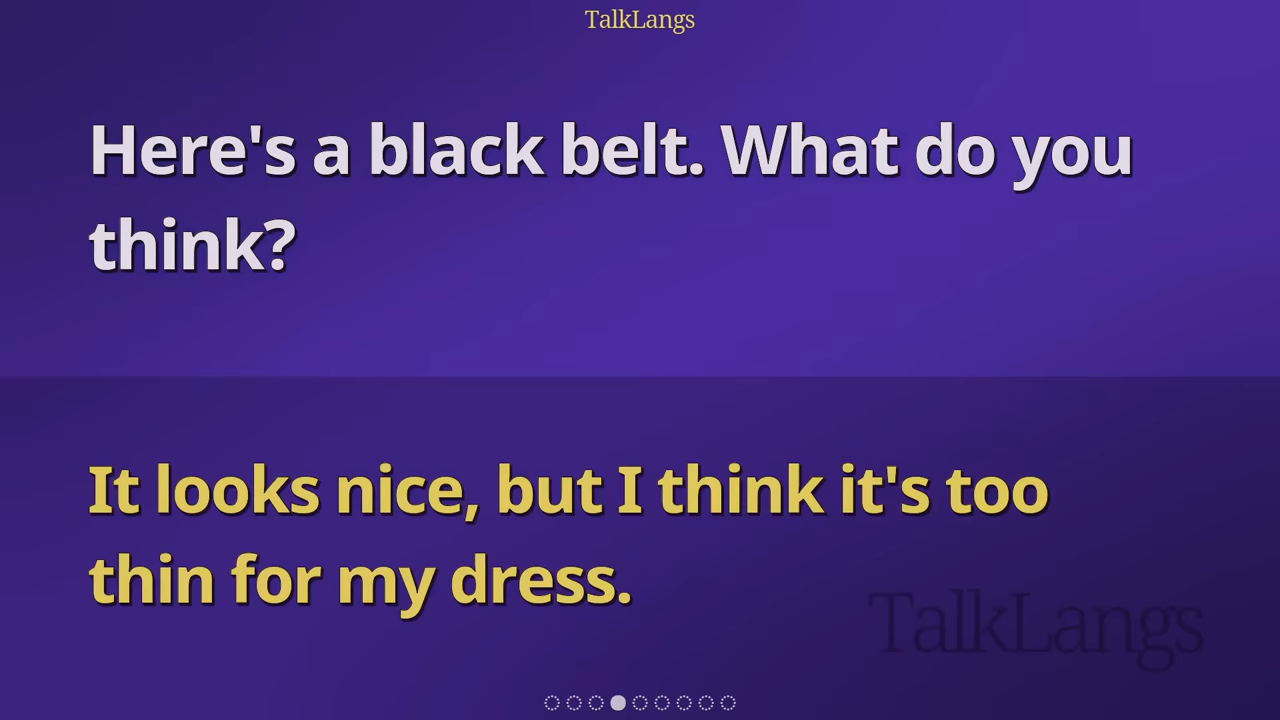 TalkLangs
Here's a black belt. What do you
think?
It looks nice, but I think it's too
thin for my dress.
TalkLangs